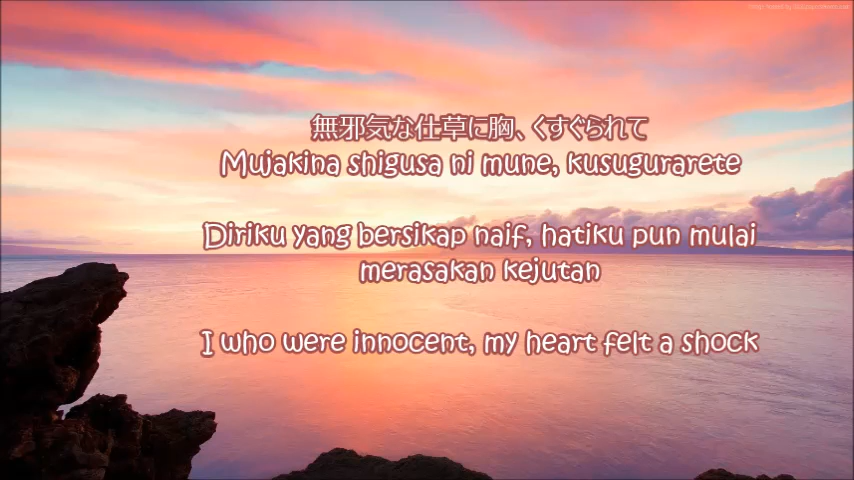 無邪気な仕草に胸、くすぐられて
Mujakina shigusa ni mune, kusugurarete
Diriku yang bersikap naif, hatiku pun mulai
merasakan kejutan
I who were innocent, my heart felt a shock